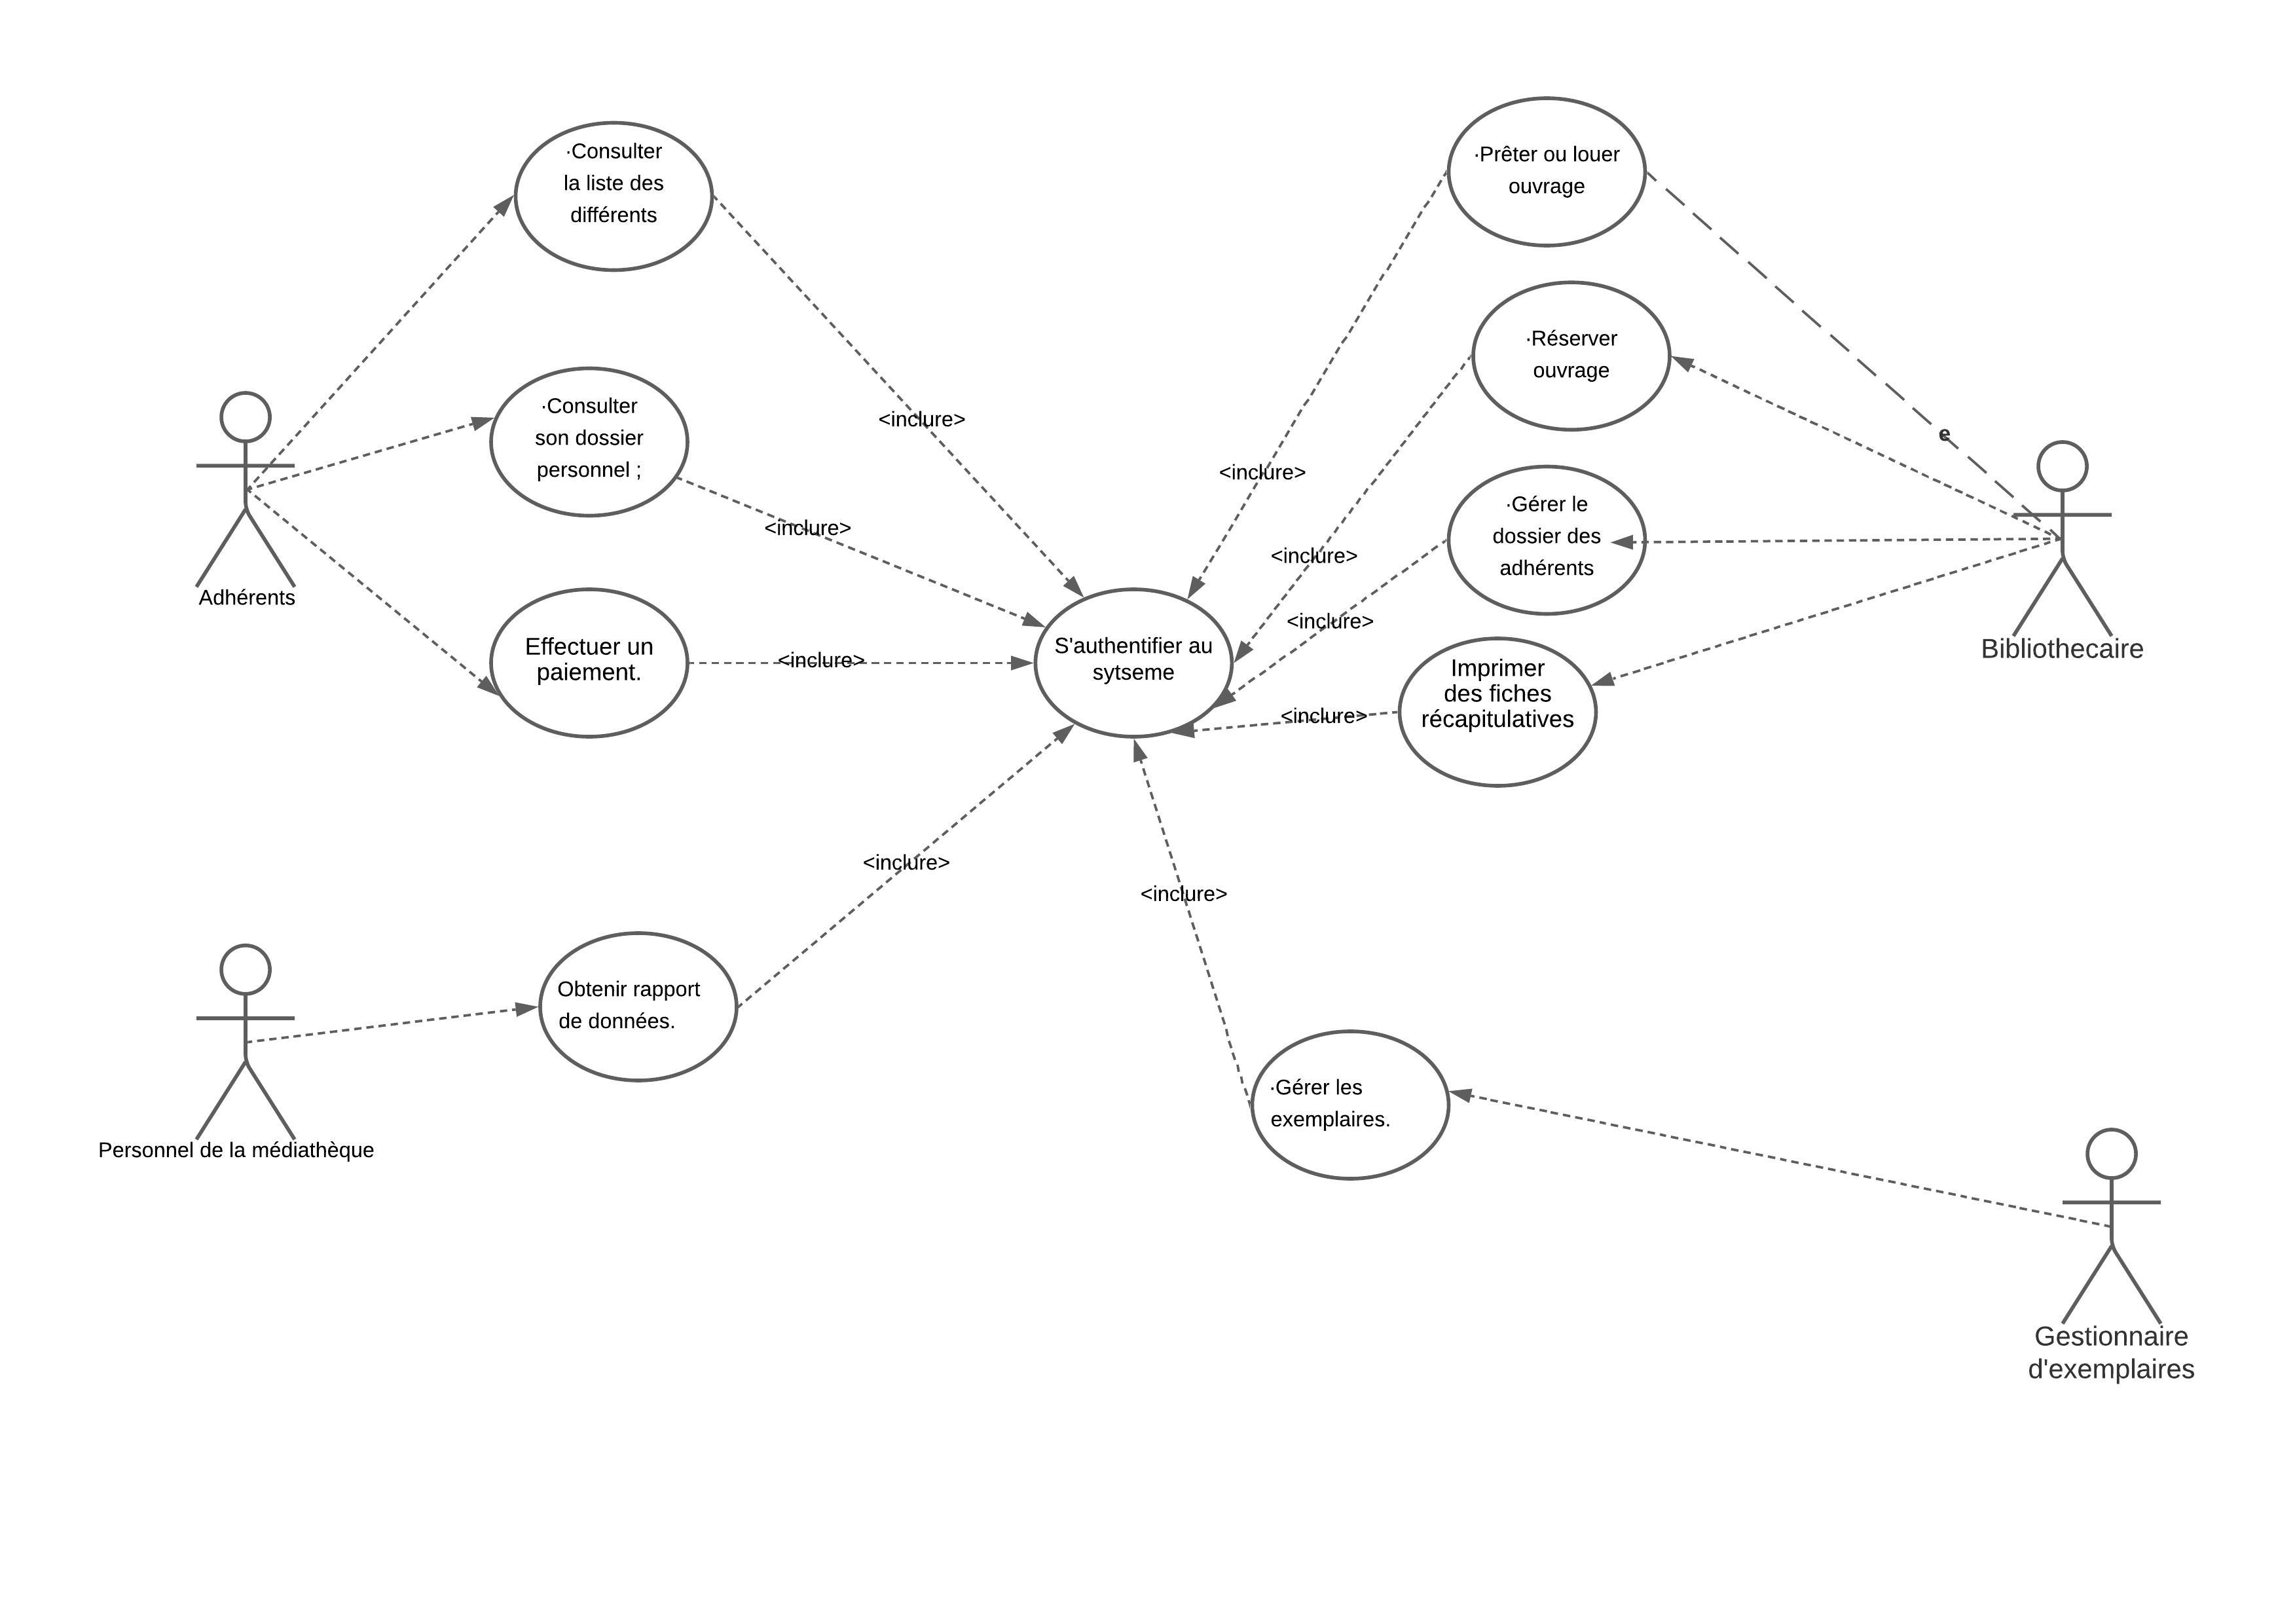 ·Consulter
la liste des
différents
·Prêter ou louer
ouvrage
·Réserver
ouvrage
·Consulter
son dossier
personnel ;
<inclure>
e
<inclure>
·Gérer le
dossier des
adhérents
<inclure>
<inclure>
Adhérents
<inclure>
Effectuer un
paiement.
<inclure>
S'authentifier au
sytseme
Bibliothecaire
Imprimer
des fiches
récapitulatives
<inclure>
<inclure>
<inclure>
Obtenir rapport
de données.
·Gérer les
exemplaires.
Personnel de la médiathèque
Gestionnaire
d'exemplaires